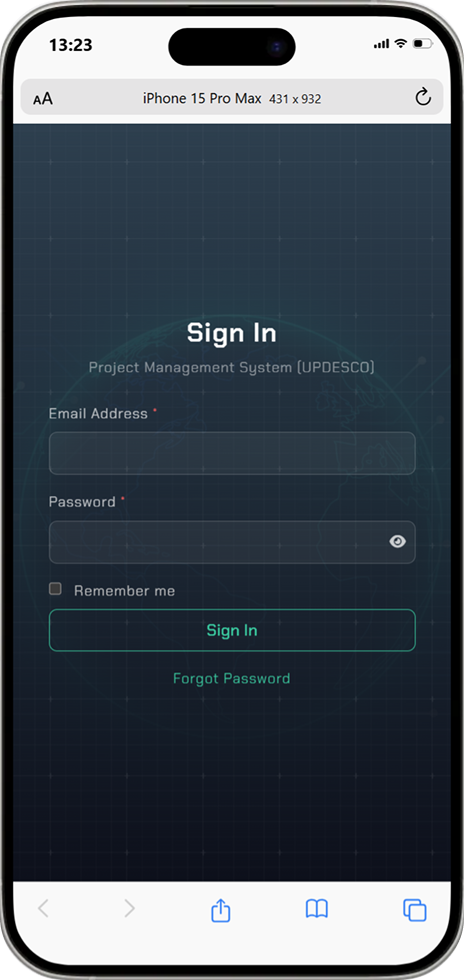 13:23
AA iPhone 15 Pro Max 431 x 932
Sign In
Project Management System (UPDESCO)
Email Address *
Password *
Remember me
Sign In
Forgot Password